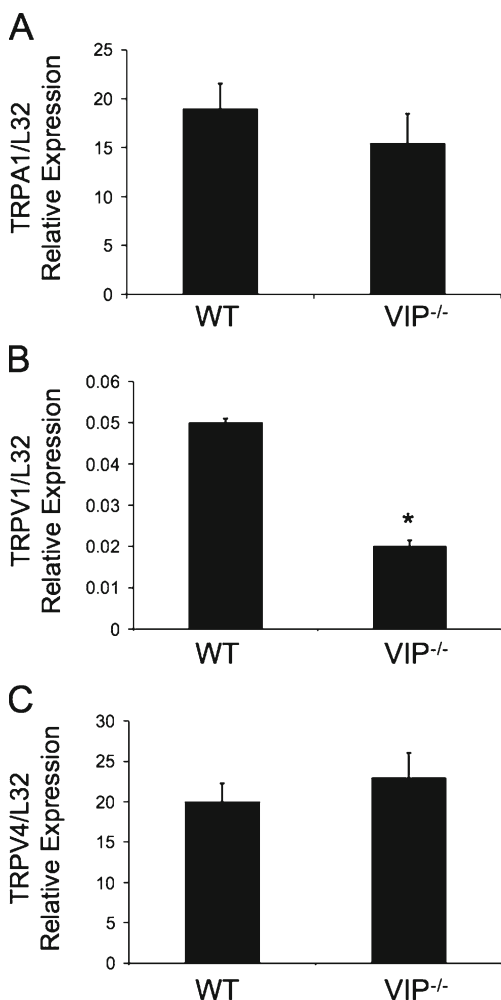 A
TRPA1/L32
Relative Expression
25
20
15
10
5
0
WT
VIP-/-
B
TRPV1/L32
Relative Expression
0.06
0.05
0.04
0.03
0.02
0.01
0
*
WT
VIP-/-
C
TRPV4/L32
Relative Expression
30
25
20
15
10
5
0
WT
VIP-/-